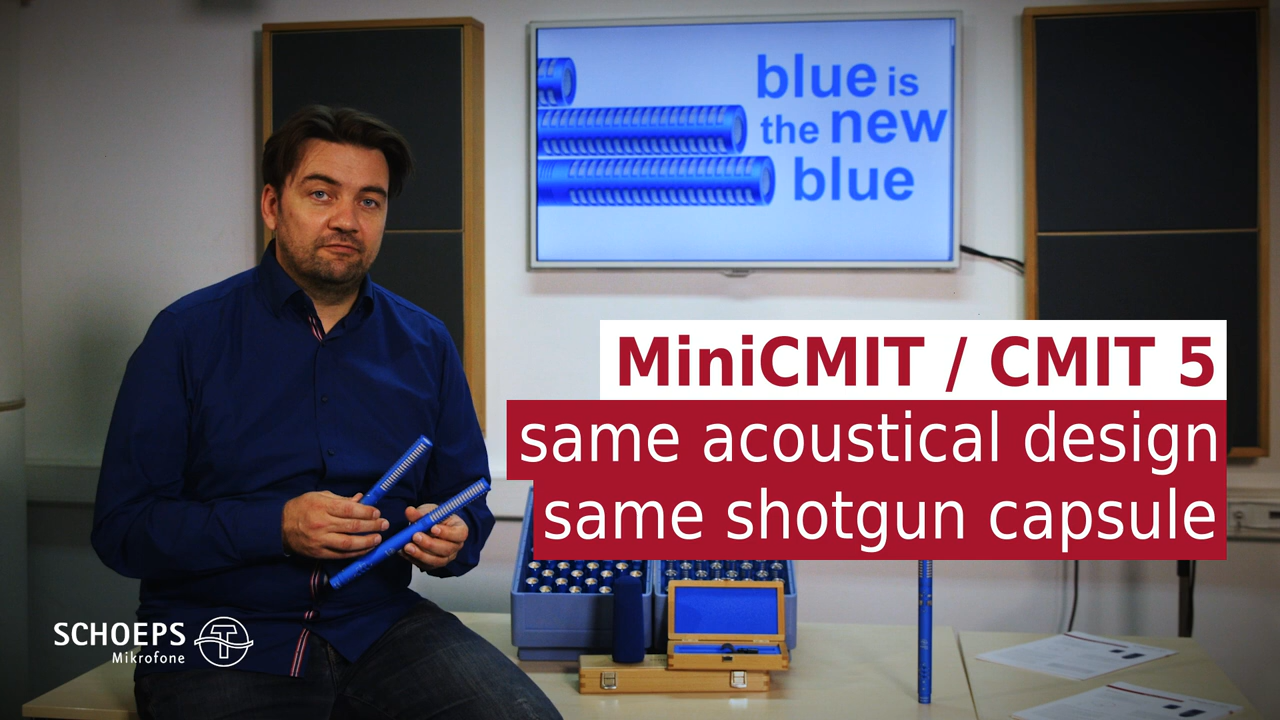 blue is
the new
blue
MiniCMIT / CMIT 5
same acoustical design
same shotgun capsule
SCHOEPS
Mikrofone